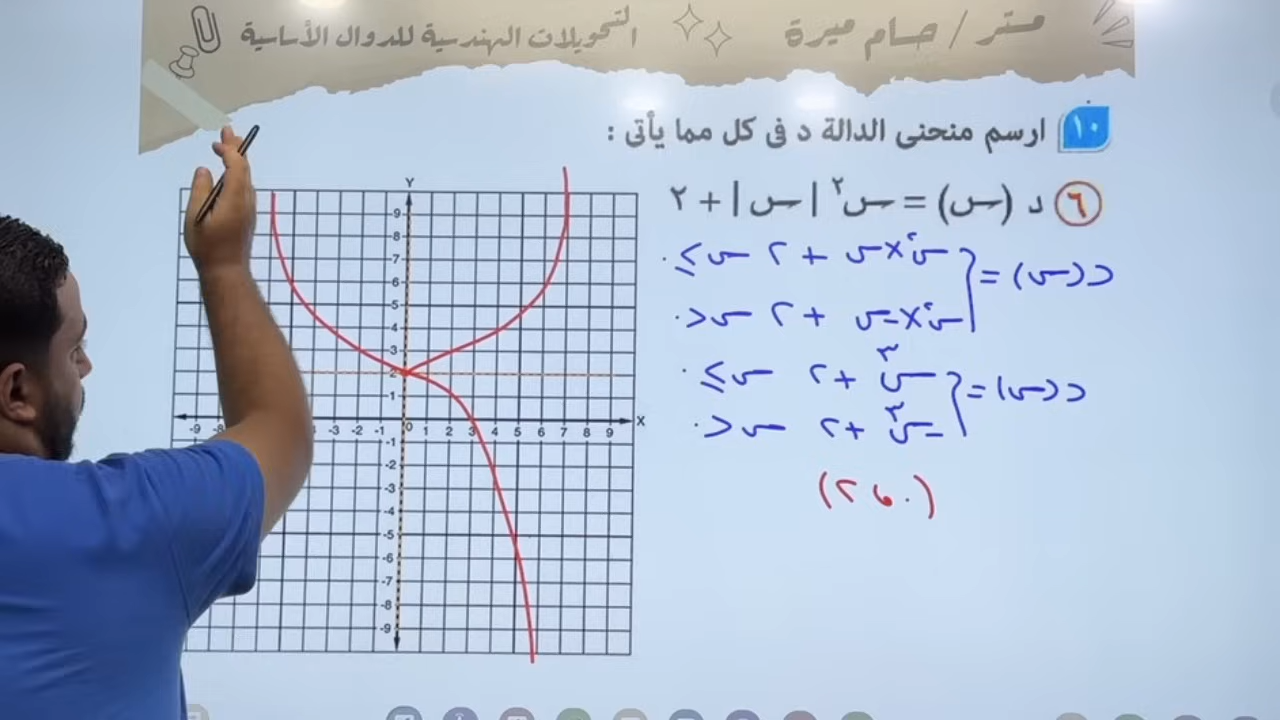 مستر / حسام ميرة
التحويلات الهندسية للدوال الأساسية
١٠ ارسم منحنى الدالة د فى كل مما يأتى :
٦ د (س) = س٢ |س| + ٢
د(س) = { س٢×س + ٢ س ≥ ٠
س٢×-س + ٢ س < ٠
د(س) = { س٣ + ٢ س ≥ ٠
-س٣ + ٢ س < ٠
(٠، ٢)
Y
9
8
7
6
5
4
3
2
1
-9 -3 -2 -1 0 1 2 3 4 5 6 7 8 9 X
-1
-2
-3
-4
-5
-6
-7
-8
-9